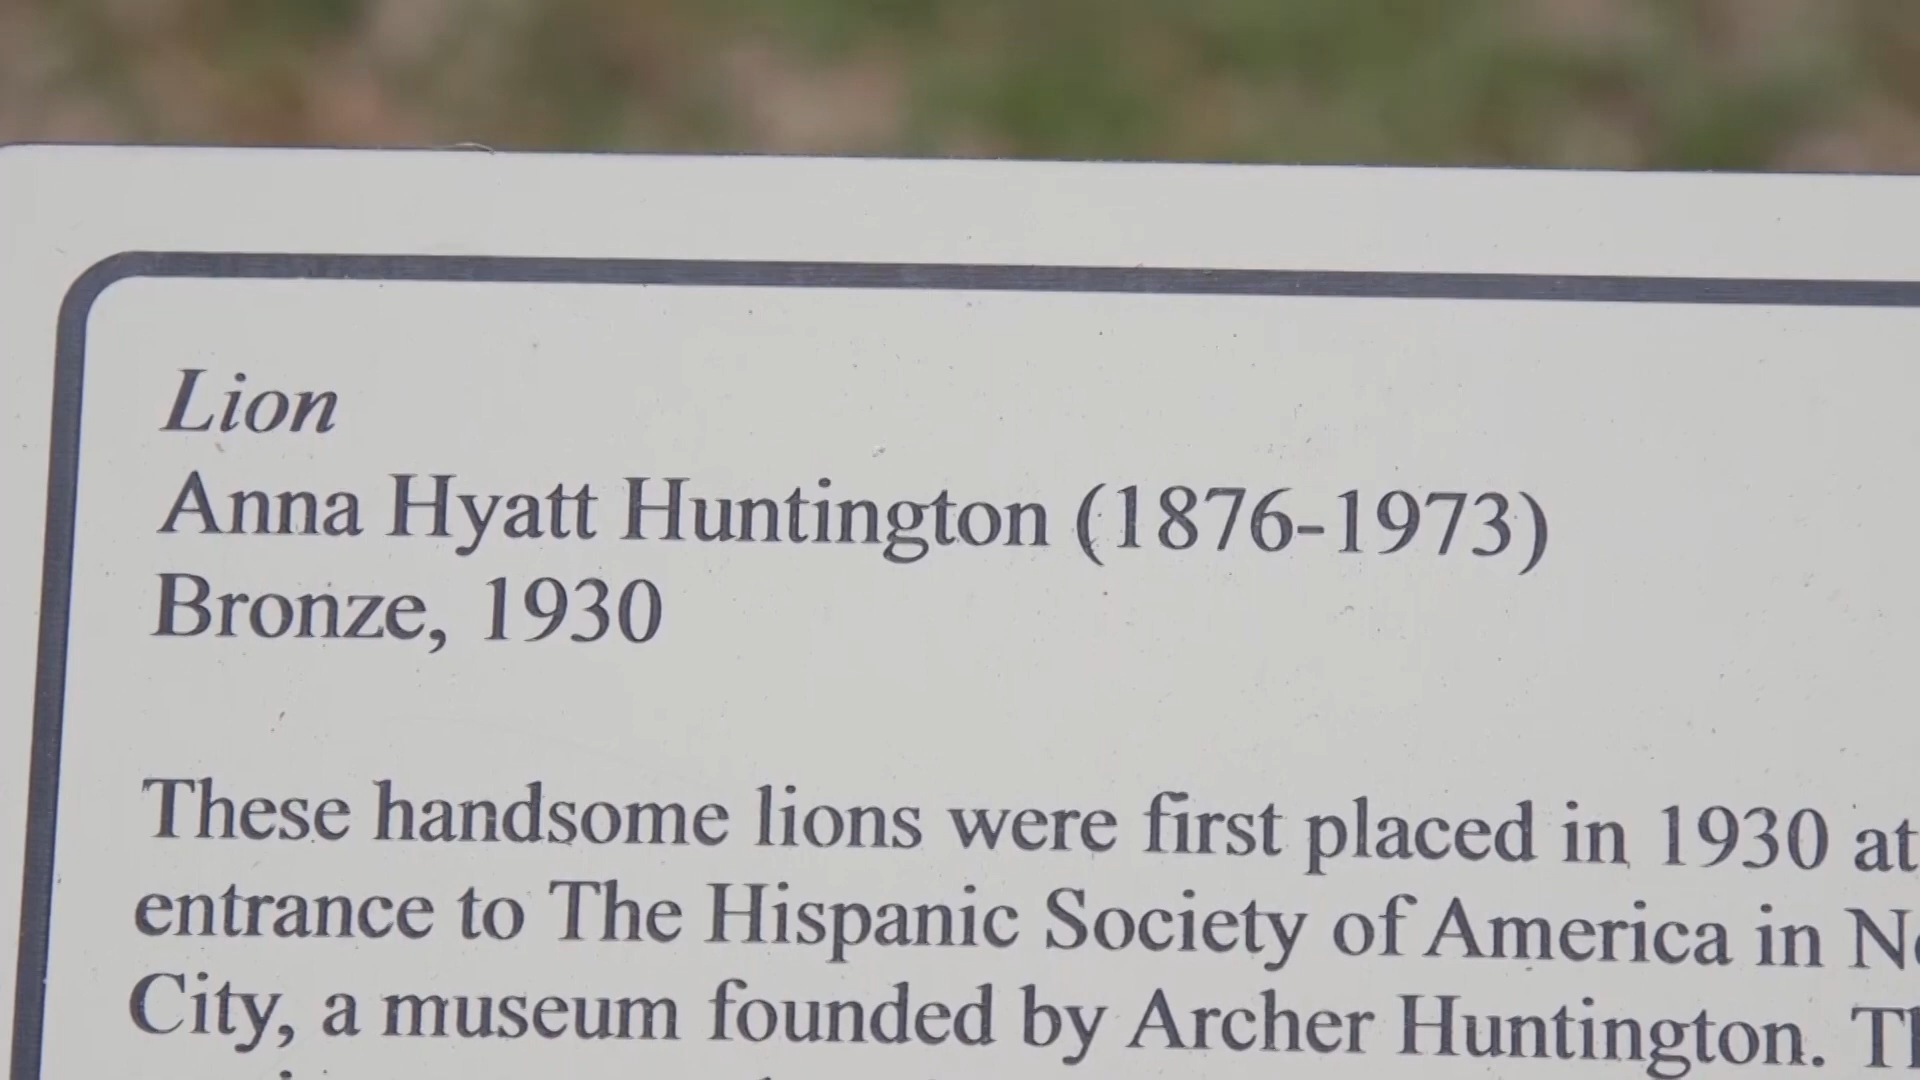 Lion
Anna Hyatt Huntington (1876-1973)
Bronze, 1930
These handsome lions were first placed in 1930 at
entrance to The Hispanic Society of America in
City, a museum founded by Archer Huntington.